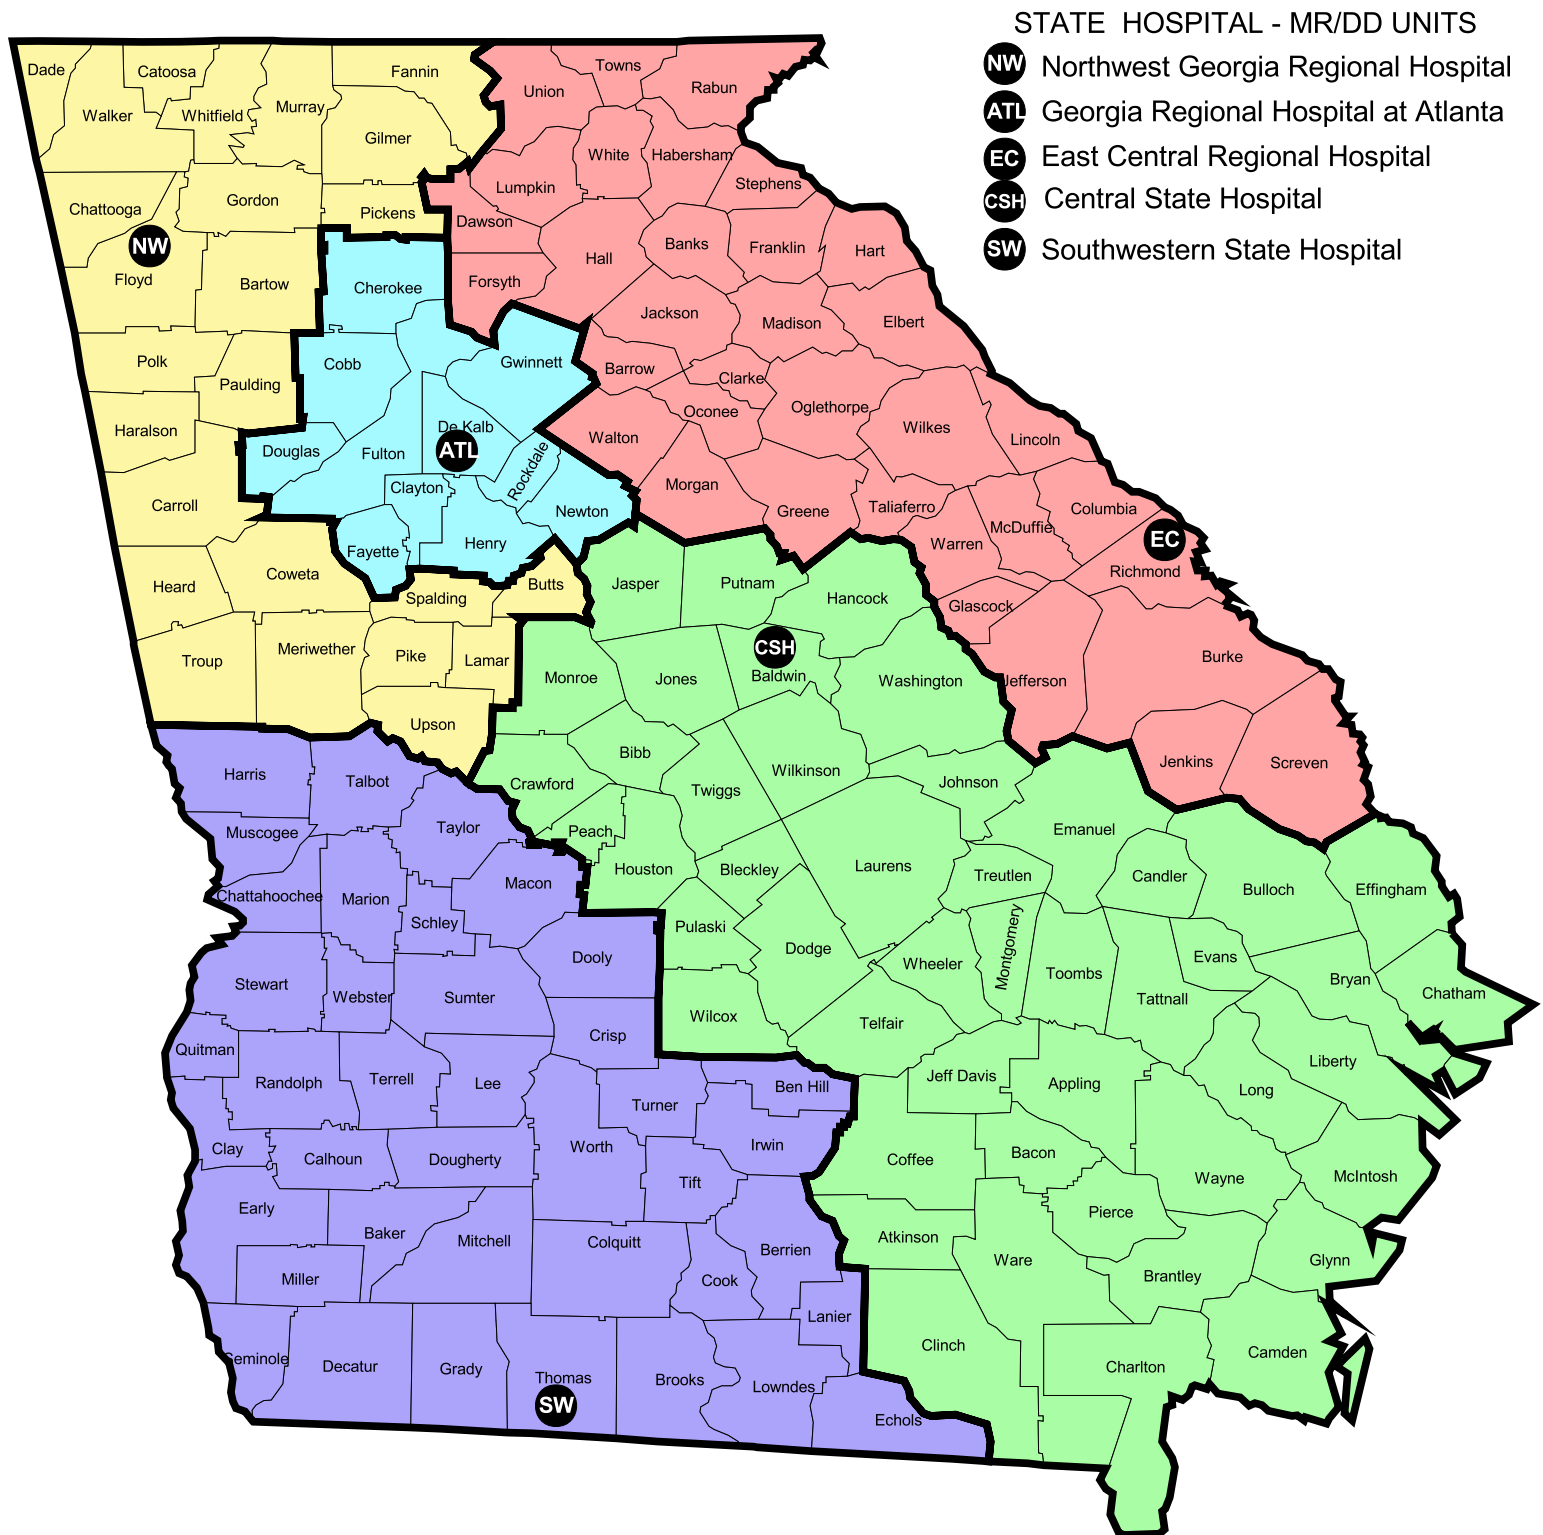 STATE HOSPITAL - MR/DD UNITS
NW Northwest Georgia Regional Hospital
ATL Georgia Regional Hospital at Atlanta
EC East Central Regional Hospital
CSH Central State Hospital
SW Southwestern State Hospital
Dade
Catoosa
Fannin
Towns
Union
Rabun
Walker
Whitfield
Murray
Gilmer
White
Habersham
Lumpkin
Stephens
Chattooga
Gordon
Pickens
Dawson
NW
Floyd
Bartow
Cherokee
Forsyth
Hall
Banks
Franklin
Hart
Jackson
Madison
Elbert
Polk
Paulding
Cobb
Gwinnett
Barrow
Clarke
Oconee
Oglethorpe
Wilkes
Lincoln
Haralson
Douglas
Fulton
De Kalb
ATL
Rockdale
Walton
Carroll
Clayton
Newton
Morgan
Greene
Taliaferro
McDuffie
Columbia
Fayette
Henry
Warren
EC
Richmond
Heard
Coweta
Spalding
Butts
Jasper
Putnam
Hancock
Glascock
Troup
Meriwether
Pike
Lamar
Monroe
Jones
CSH
Baldwin
Washington
Jefferson
Burke
Upson
Crawford
Bibb
Twiggs
Wilkinson
Johnson
Jenkins
Screven
Harris
Talbot
Taylor
Peach
Houston
Bleckley
Laurens
Emanuel
Treutlen
Candler
Bulloch
Effingham
Muscogee
Chattahoochee
Marion
Schley
Macon
Dooly
Pulaski
Dodge
Wheeler
Montgomery
Toombs
Tattnall
Evans
Bryan
Chatham
Stewart
Webster
Sumter
Crisp
Wilcox
Telfair
Jeff Davis
Appling
Long
Liberty
Quitman
Randolph
Terrell
Lee
Turner
Ben Hill
Irwin
Coffee
Bacon
Wayne
McIntosh
Clay
Calhoun
Dougherty
Worth
Tift
Early
Baker
Mitchell
Colquitt
Berrien
Atkinson
Pierce
Ware
Brantley
Glynn
Miller
Cook
Lanier
Clinch
Charlton
Camden
Seminole
Decatur
Grady
Thomas
SW
Brooks
Lowndes
Echols